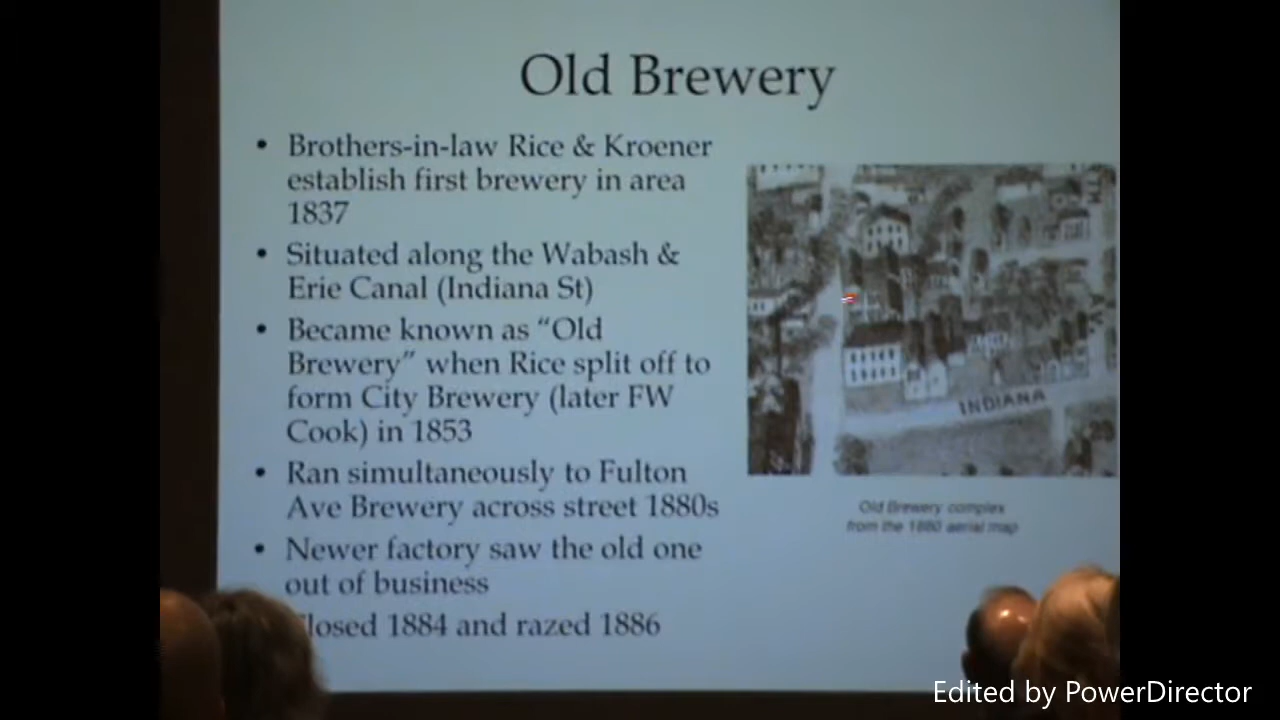 Old Brewery
• Brothers-in-law Rice & Kroener
establish first brewery in area
1837
• Situated along the Wabash &
Erie Canal (Indiana St)
• Became known as “Old
Brewery” when Rice split off to
form City Brewery (later FW
Cook) in 1853
• Ran simultaneously to Fulton
Ave Brewery across street 1880s
• Newer factory saw the old one
out of business
losed 1884 and razed 1886
INDIANA
Old Brewery complex
from the 1880 aerial map
Edited by PowerDirector